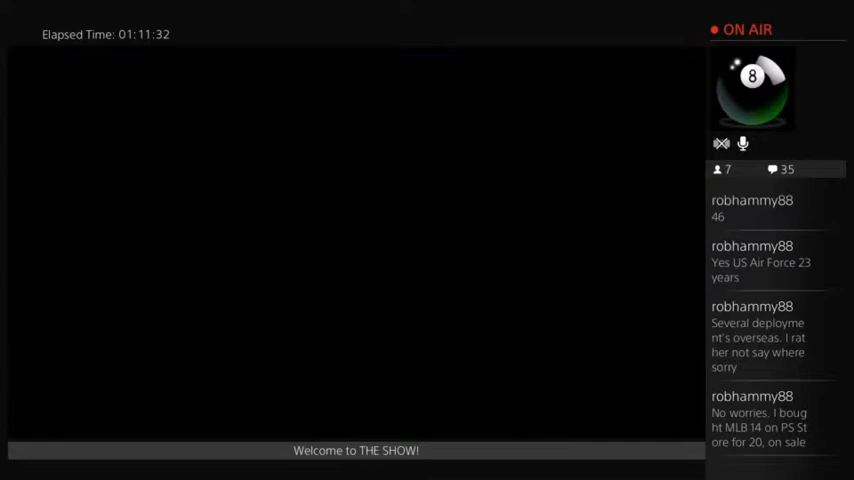 Elapsed Time: 01:11:32
ON AIR
8
7
35
robhammy88
46
robhammy88
Yes US Air Force 23
years
robhammy88
Several deployme
nt's overseas. I rat
her not say where
sorry
robhammy88
No worries. I boug
ht MLB 14 on PS St
ore for 20, on sale
Welcome to THE SHOW!